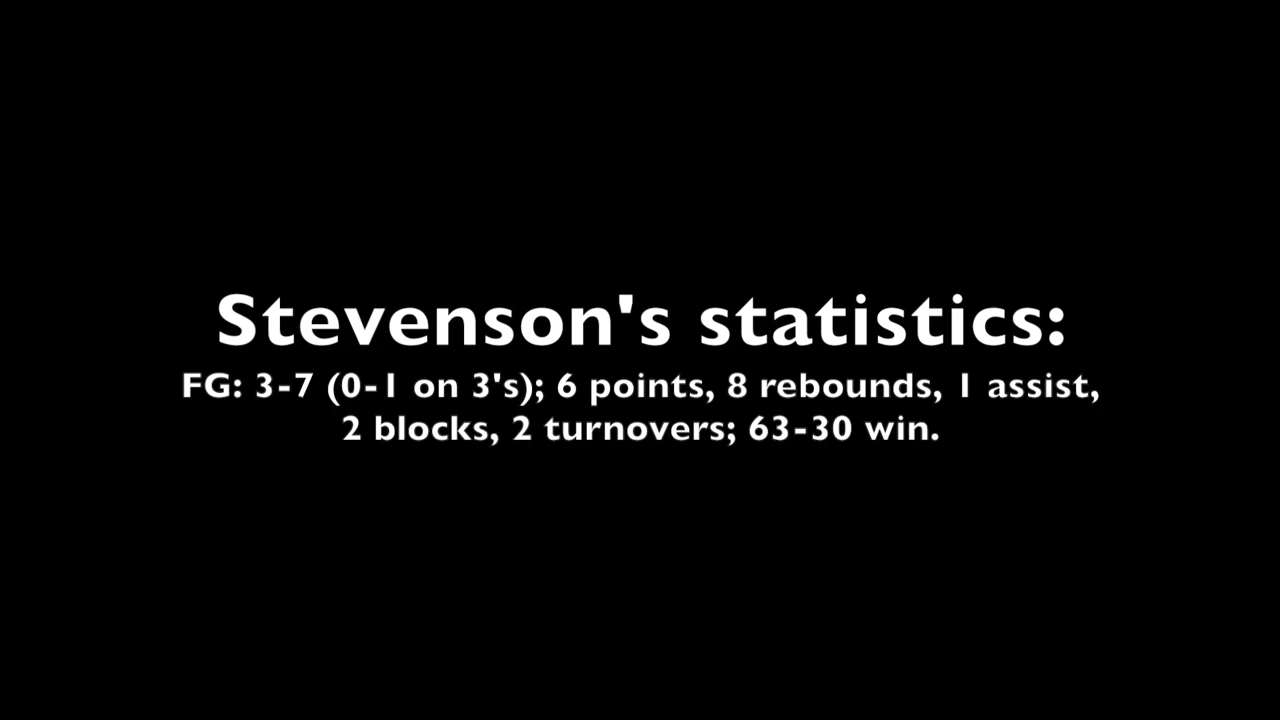 Stevenson's statistics:
FG: 3-7 (0-1 on 3's); 6 points, 8 rebounds, 1 assist,
2 blocks, 2 turnovers; 63-30 win.